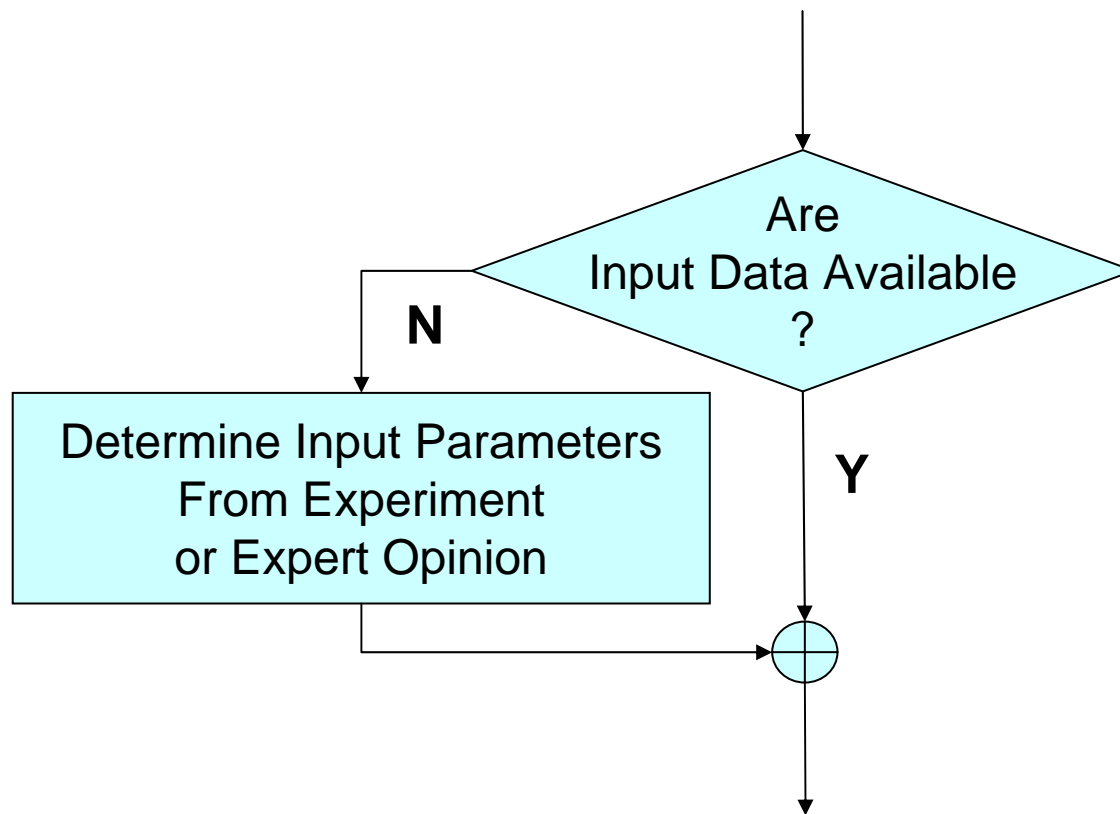 Are
Input Data Available
?
N
Determine Input Parameters
From Experiment
or Expert Opinion
Y